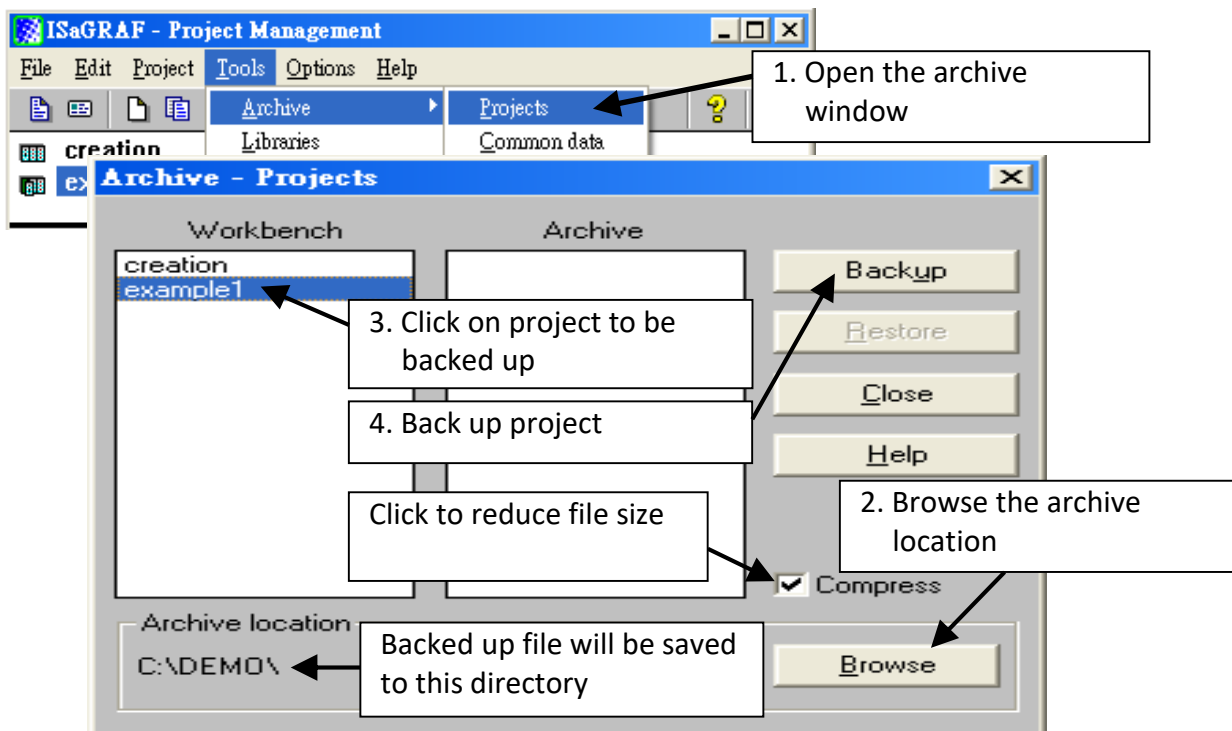 ISaGRAF - Project Management
File Edit Project Tools Options Help
1. Open the archive
window
Archive
Projects
Libraries
Common data
creation
Archive - Projects
Workbench
Archive
creation
example1
Backup
3. Click on project to be
backed up
Restore
Close
4. Back up project
Help
Click to reduce file size
2. Browse the archive
location
Compress
Archive location
C:\DEMO\
Backed up file will be saved
to this directory
Browse